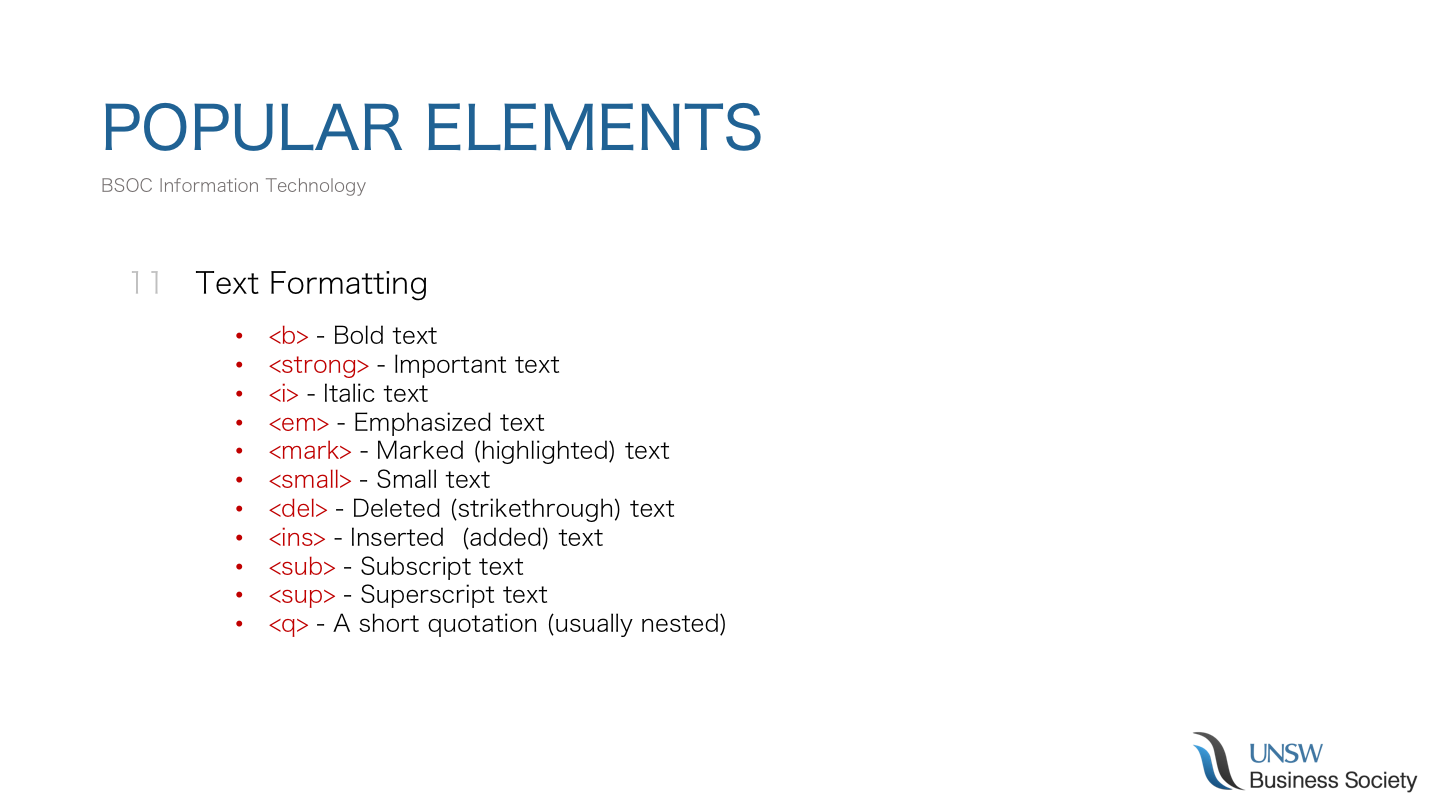 POPULAR ELEMENTS
BSOC Information Technology
11 Text Formatting
• <b> - Bold text
• <strong> - Important text
• <i> - Italic text
• <em> - Emphasized text
• <mark> - Marked (highlighted) text
• <small> - Small text
• <del> - Deleted (strikethrough) text
• <ins> - Inserted  (added) text
• <sub> - Subscript text
• <sup> - Superscript text
• <q> - A short quotation (usually nested)
UNSW
Business Society